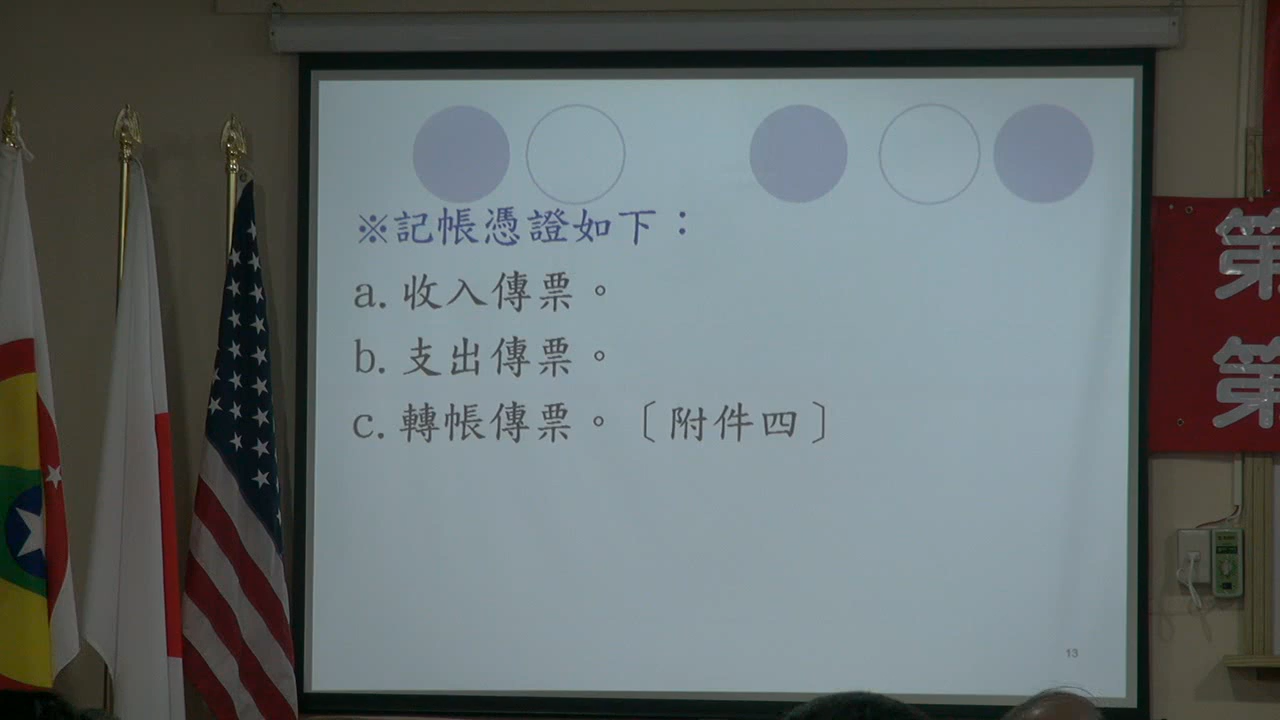 ※記帳憑證如下：
a. 收入傳票。
b. 支出傳票。
c. 轉帳傳票。〔附件四〕
13
第
第